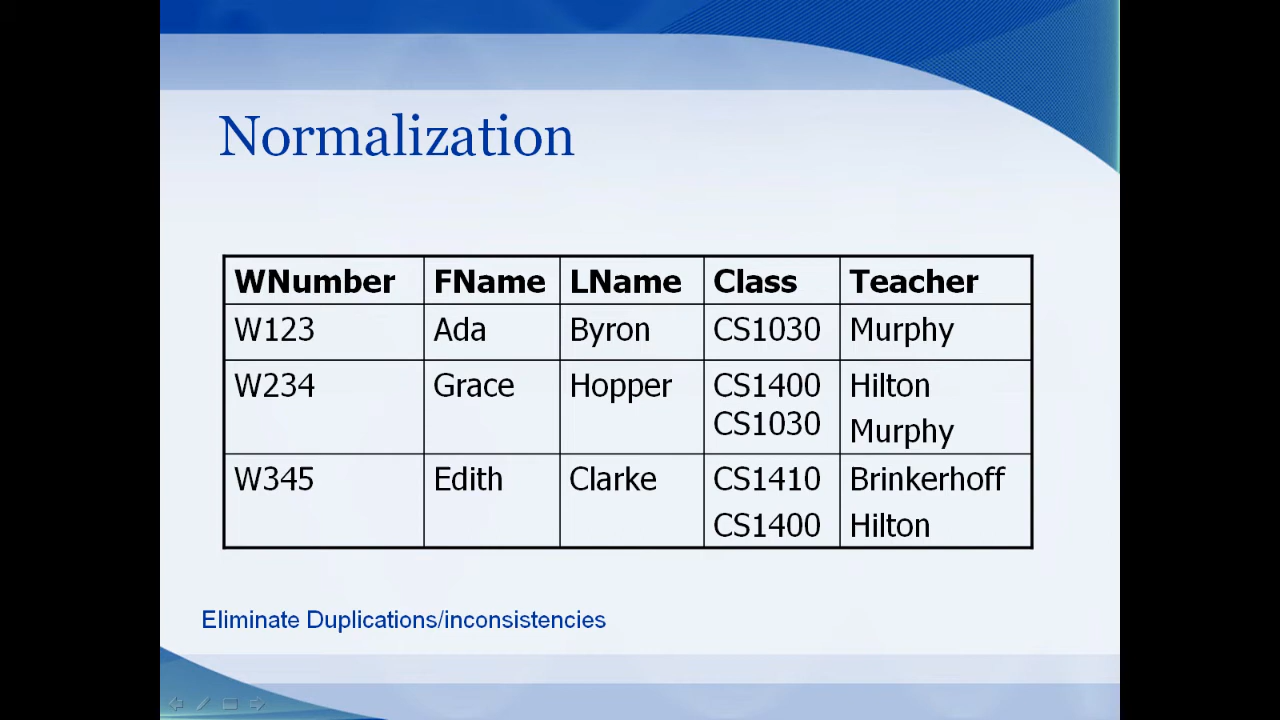 Normalization
WNumber FName LName Class Teacher
W123 Ada Byron CS1030 Murphy
W234 Grace Hopper CS1400 Hilton
CS1030 Murphy
W345 Edith Clarke CS1410 Brinkerhoff
CS1400 Hilton
Eliminate Duplications/inconsistencies